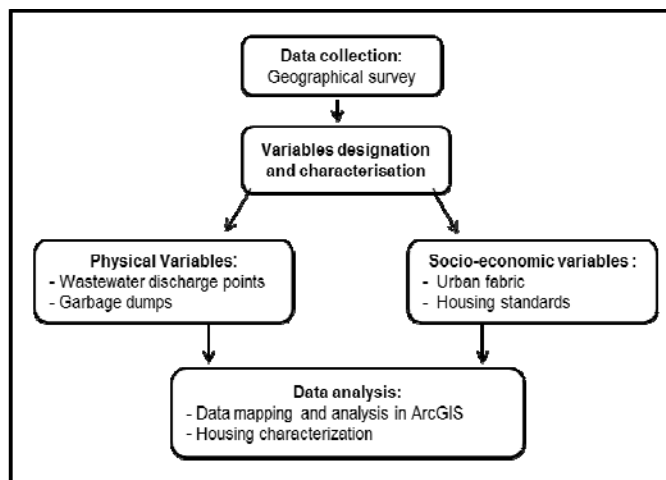 Data collection:
Geographical survey
Variables designation
and characterisation
Physical Variables:
- Wastewater discharge points
- Garbage dumps
Socio-economic variables :
- Urban fabric
- Housing standards
Data analysis:
- Data mapping and analysis in ArcGIS
- Housing characterization